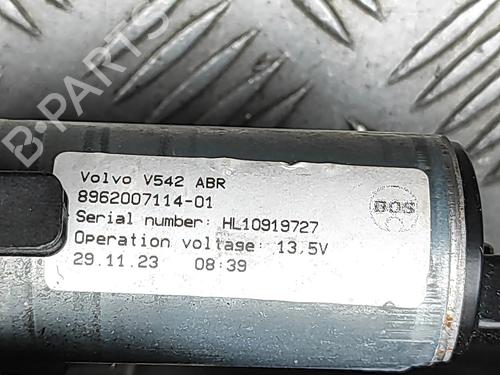 B-PARTS
Volvo V542 ABR
8962007114-01
Serial number: HL10919727
Operation voltage: 13,5V
29.11.23 08:39
BOS